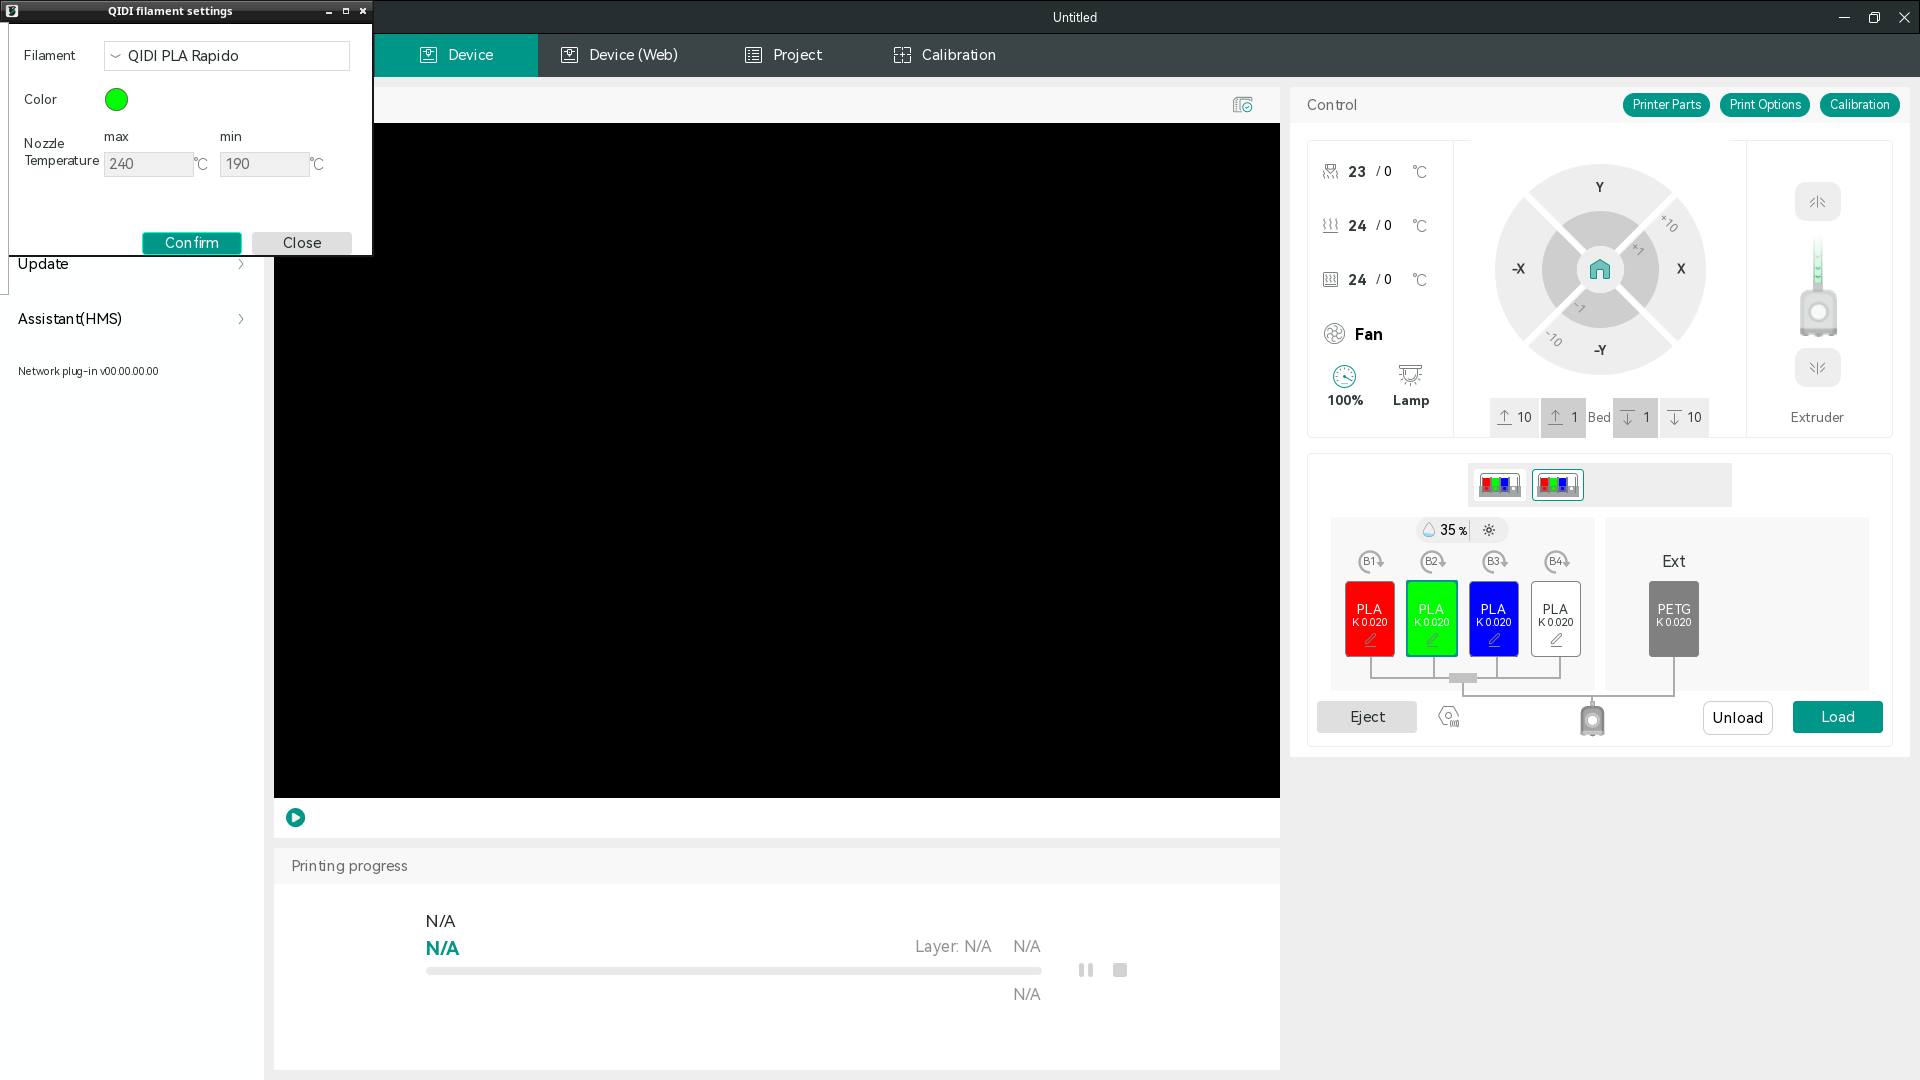 QIDI filament settings
Untitled
Filament
QIDI PLA Rapido
Color
Nozzle Temperature
max
min
240 °C
190 °C
Confirm
Close
Device
Device (Web)
Project
Calibration
Update
Assistant(HMS)
Network plug-in v00.00.00.00
Printing progress
N/A
N/A
Layer: N/A
N/A
N/A
Control
Printer Parts
Print Options
Calibration
23 / 0 °C
24 / 0 °C
24 / 0 °C
Fan
100%
Lamp
Y
+10
+1
-X
X
-1
-10
-Y
10
1
Bed
1
10
Extruder
35 %
B1
B2
B3
B4
PLA
K 0.020
PLA
K 0.020
PLA
K 0.020
PLA
K 0.020
Ext
PETG
K 0.020
Eject
Unload
Load